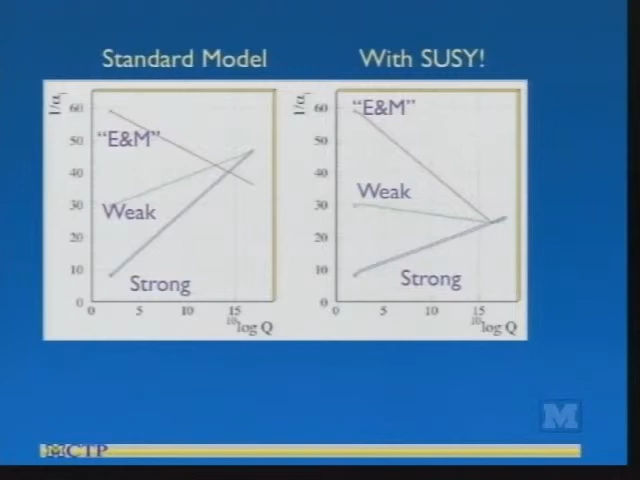 Standard Model
With SUSY!
1/αi
60
50
40
30
20
10
0
"E&M"
Weak
Strong
0 5 10 15
10log Q
1/αi
60
50
40
30
20
10
0
"E&M"
Weak
Strong
0 5 10 15
10log Q
M
MCTP